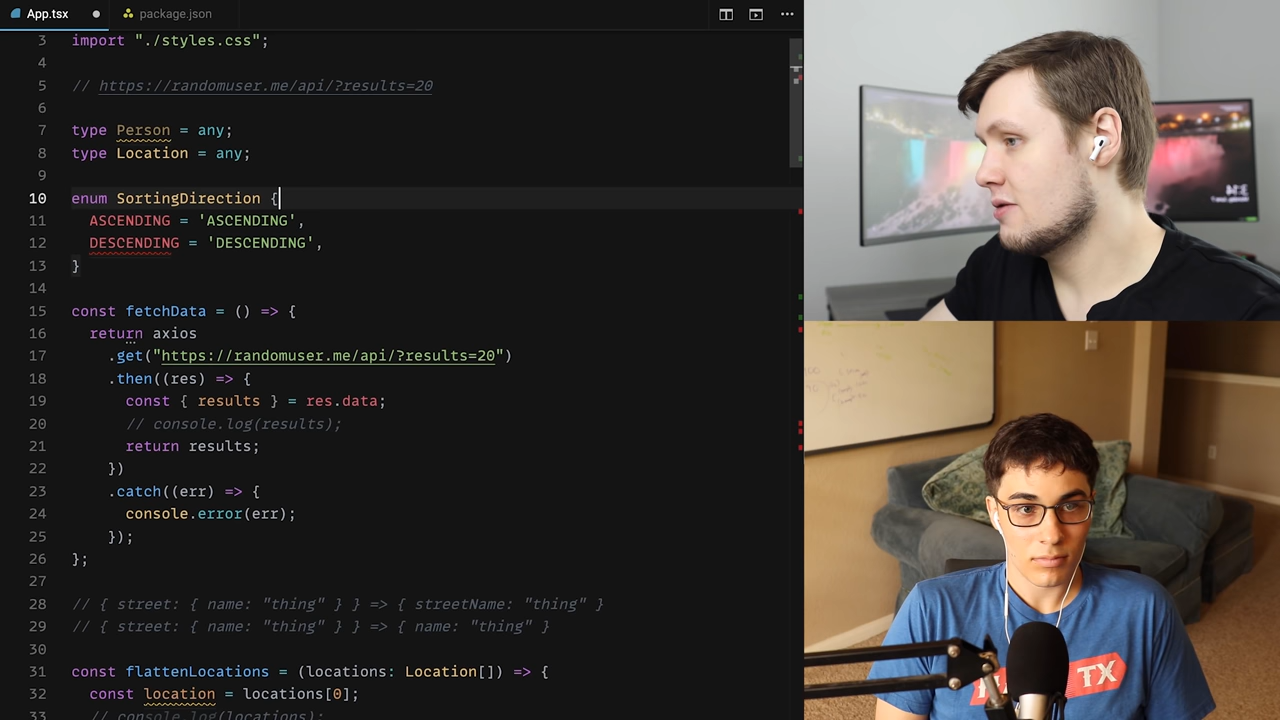 App.tsx
package.json
3 import "./styles.css";
4
5 // https://randomuser.me/api/?results=20
6
7 type Person = any;
8 type Location = any;
9
10 enum SortingDirection {
11 ASCENDING = 'ASCENDING',
12 DESCENDING = 'DESCENDING',
13 }
14
15 const fetchData = () => {
16 return axios
17 .get("https://randomuser.me/api/?results=20")
18 .then((res) => {
19 const { results } = res.data;
20 // console.log(results);
21 return results;
22 })
23 .catch((err) => {
24 console.error(err);
25 });
26 };
27
28 // { street: { name: "thing" } } => { streetName: "thing" }
29 // { street: { name: "thing" } } => { name: "thing" }
30
31 const flattenLocations = (locations: Location[]) => {
32 const location = locations[0];
33 // console.log(locations);
TX